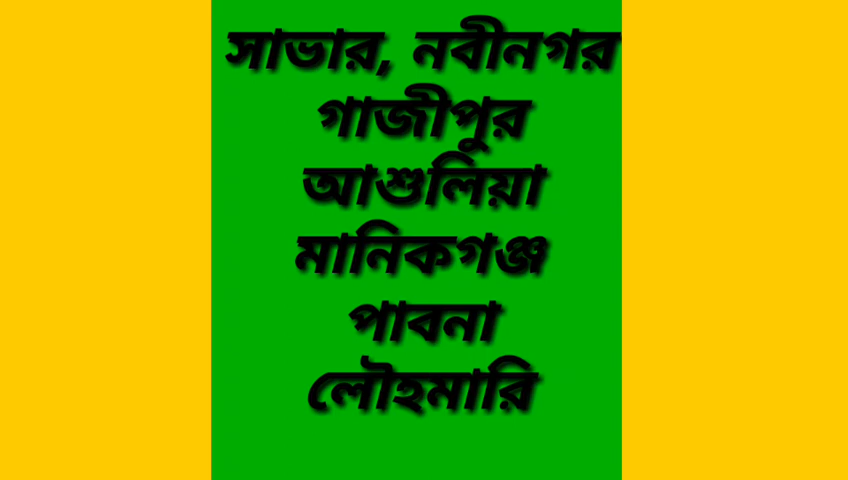 সাভার, নবীনগর
গাজীপুর
আশুলিয়া
মানিকগঞ্জ
পাবনা
লৌহমারি